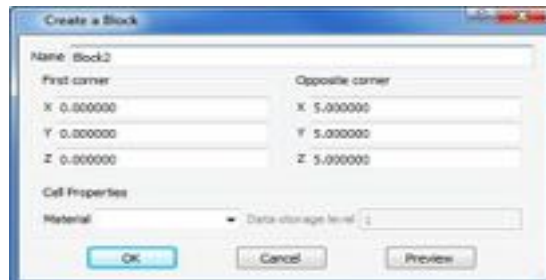 Create a Block
Name Block2
First corner Opposite corner
X 0.000000 X 5.000000
Y 0.000000 Y 5.000000
Z 0.000000 Z 5.000000
Cell Properties
Material Data storage level 1
OK Cancel Preview